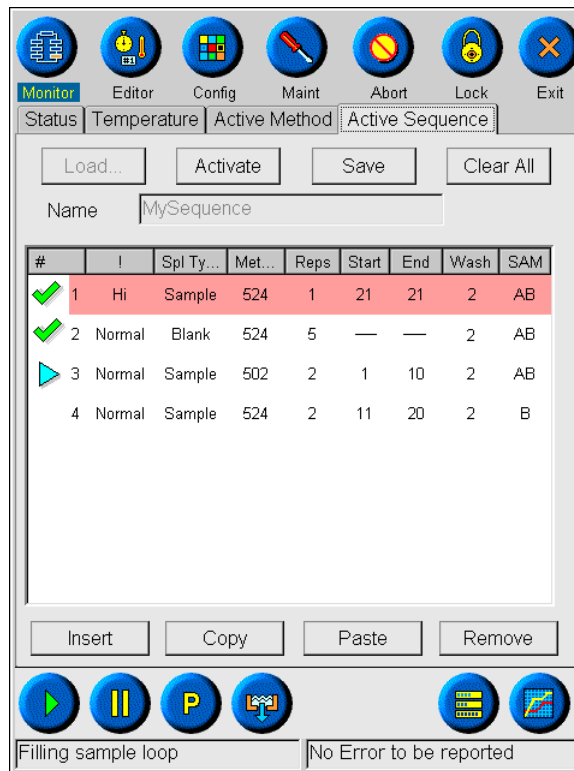 #1
Monitor Editor Config Maint Abort Lock Exit
Status Temperature Active Method Active Sequence
Load... Activate Save Clear All
Name MySequence
# ! Spl Ty... Met... Reps Start End Wash SAM
1 Hi Sample 524 1 21 21 2 AB
2 Normal Blank 524 5 — — 2 AB
3 Normal Sample 502 2 1 10 2 AB
4 Normal Sample 524 2 11 20 2 B
Insert Copy Paste Remove
P
Filling sample loop No Error to be reported